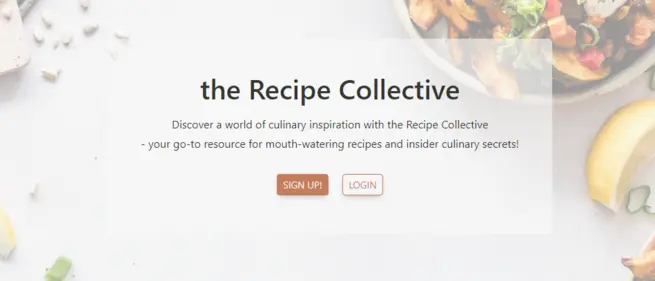 the Recipe Collective
Discover a world of culinary inspiration with the Recipe Collective
- your go-to resource for mouth-watering recipes and insider culinary secrets!
SIGN UP!
LOGIN